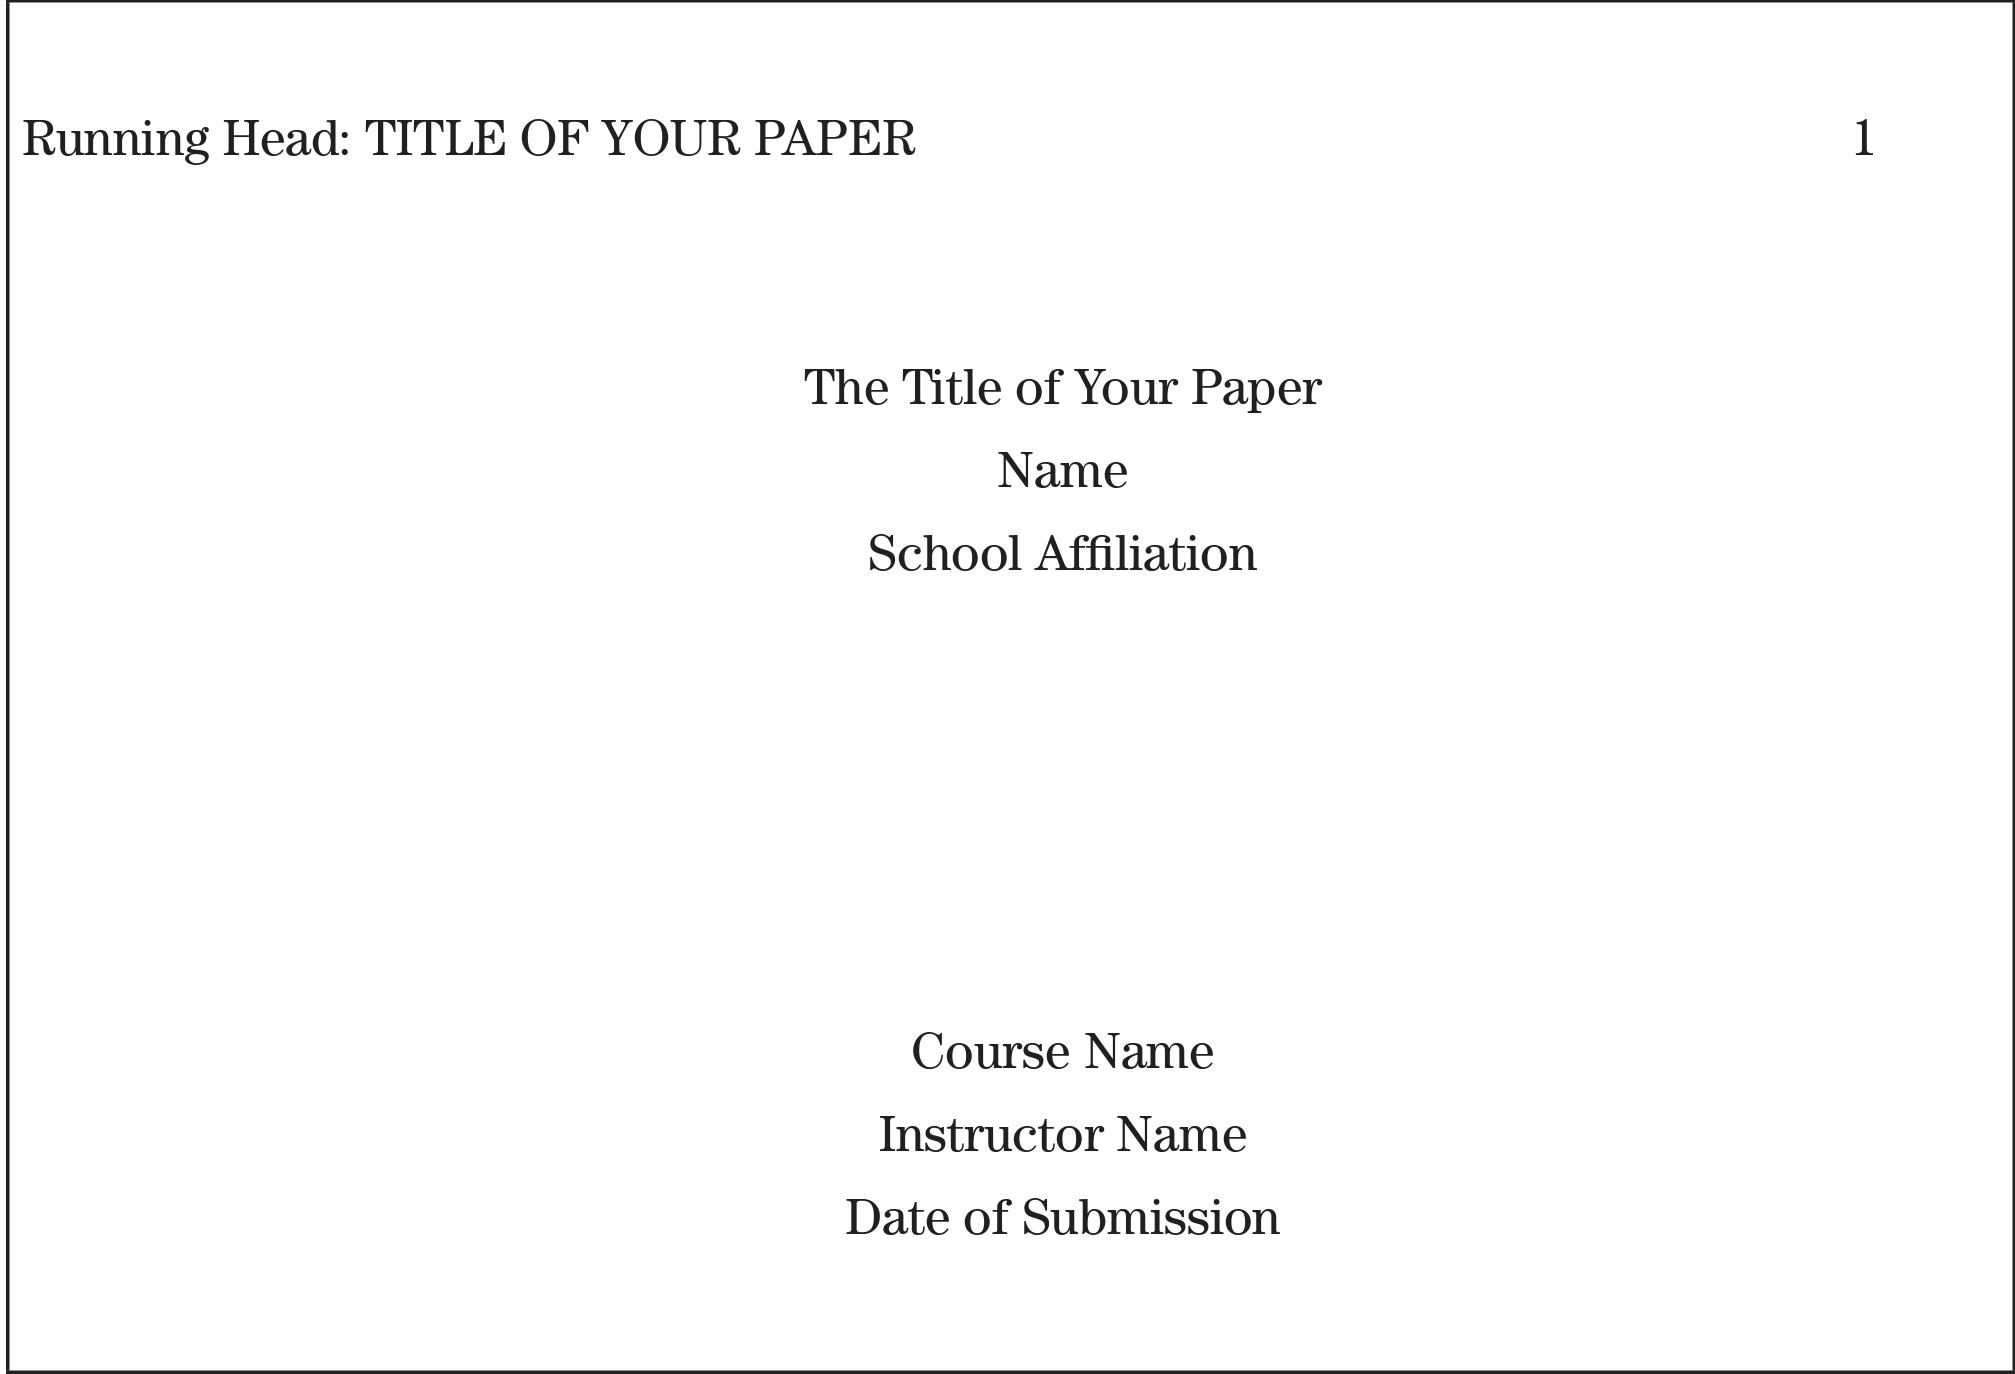 Running Head: TITLE OF YOUR PAPER 1
The Title of Your Paper
Name
School Affiliation
Course Name
Instructor Name
Date of Submission